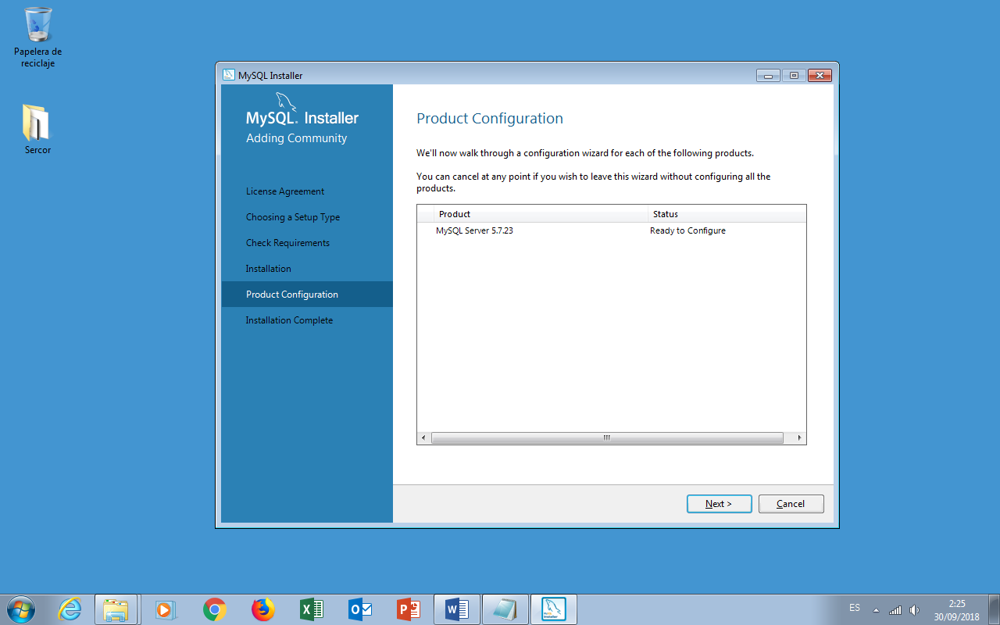 Papelera de
reciclaje
Sercor
MySQL Installer
MySQL® Installer
Adding Community
License Agreement
Choosing a Setup Type
Check Requirements
Installation
Product Configuration
Installation Complete
Product Configuration
We'll now walk through a configuration wizard for each of the following products.
You can cancel at any point if you wish to leave this wizard without configuring all the
products.
Product Status
MySQL Server 5.7.23 Ready to Configure
Next > Cancel
ES
2:25
30/09/2018